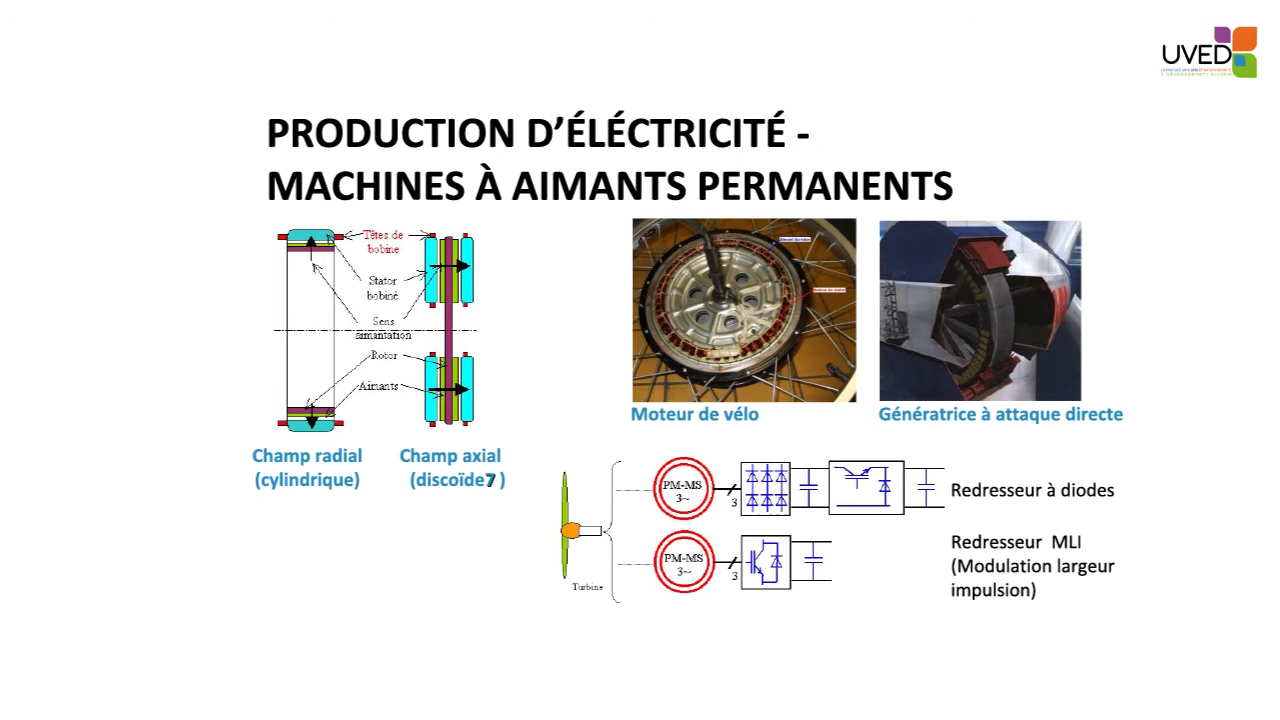 UVED
PRODUCTION D’ÉLÉCTRICITÉ -
MACHINES À AIMANTS PERMANENTS
Têtes de
bobine
Stator
bobiné
Sens
aimantation
Rotor
Aimants
Champ radial
(cylindrique)
Champ axial
(discoïde7 )
Moteur de vélo
Génératrice à attaque directe
PM-MS
3~
3
Redresseur à diodes
PM-MS
3~
3
Turbine
Redresseur MLI
(Modulation largeur
impulsion)